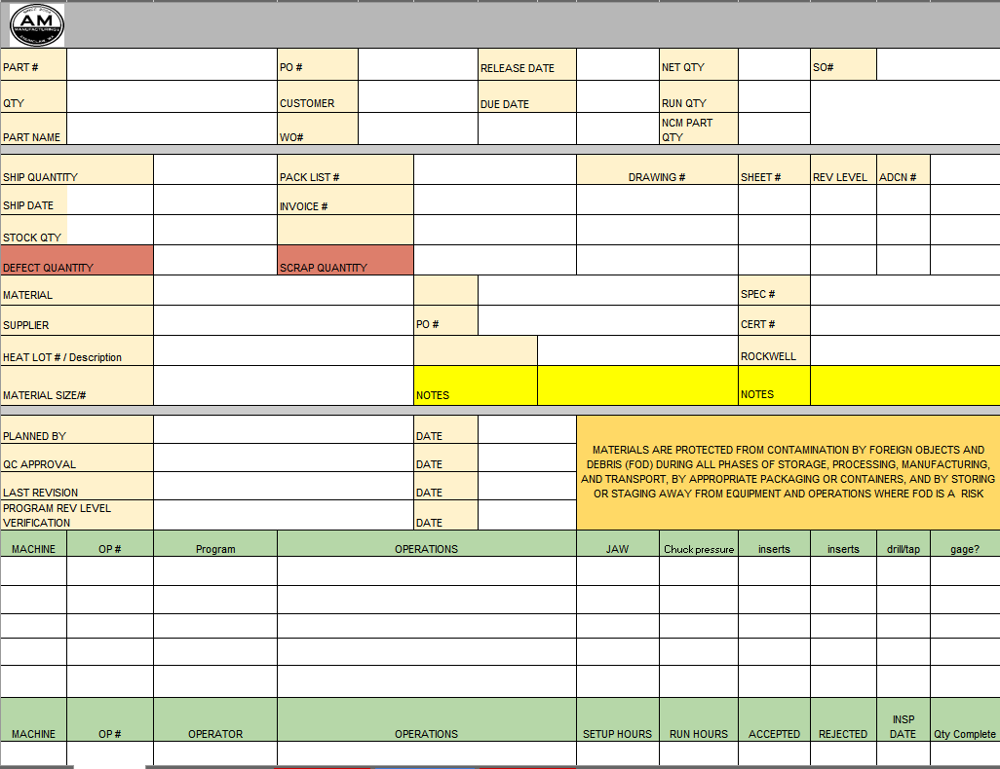 AM
MANUFACTURING
PART # PO # RELEASE DATE NET QTY SO#
QTY CUSTOMER DUE DATE RUN QTY
PART NAME WO# NCM PART
QTY
SHIP QUANTITY PACK LIST # DRAWING # SHEET # REV LEVEL ADCN #
SHIP DATE INVOICE #
STOCK QTY
DEFECT QUANTITY SCRAP QUANTITY
MATERIAL SPEC #
SUPPLIER PO # CERT #
HEAT LOT # / Description ROCKWELL
MATERIAL SIZE/# NOTES NOTES
PLANNED BY DATE
QC APPROVAL DATE
LAST REVISION DATE
PROGRAM REV LEVEL
VERIFICATION DATE
MATERIALS ARE PROTECTED FROM CONTAMINATION BY FOREIGN OBJECTS AND
DEBRIS (FOD) DURING ALL PHASES OF STORAGE, PROCESSING, MANUFACTURING,
AND TRANSPORT, BY APPROPRIATE PACKAGING OR CONTAINERS, AND BY STORING
OR STAGING AWAY FROM EQUIPMENT AND OPERATIONS WHERE FOD IS A RISK
MACHINE OP # Program OPERATIONS JAW Chuck pressure inserts inserts drill/tap gage?
MACHINE OP # OPERATOR OPERATIONS SETUP HOURS RUN HOURS ACCEPTED REJECTED INSP
DATE Qty Complete